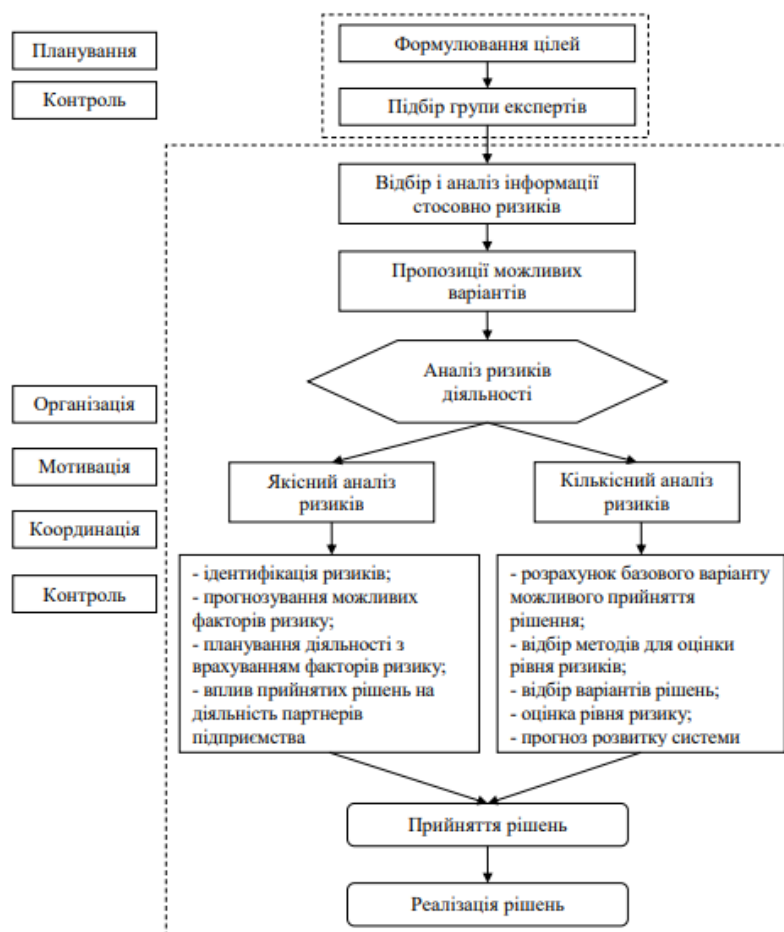 Планування
Контроль
Формулювання цілей
Підбір групи експертів
Відбір і аналіз інформації
стосовно ризиків
Пропозиції можливих
варіантів
Аналіз ризиків
діяльності
Організація
Мотивація
Координація
Контроль
Якісний аналіз
ризиків
Кількісний аналіз
ризиків
- ідентифікація ризиків;
- прогнозування можливих
факторів ризику;
- планування діяльності з
врахуванням факторів ризику;
- вплив прийнятих рішень на
діяльність партнерів
підприємства
- розрахунок базового варіанту
можливого прийняття
рішення;
- відбір методів для оцінки
рівня ризиків;
- відбір варіантів рішень;
- оцінка рівня ризику;
- прогноз розвитку системи
Прийняття рішень
Реалізація рішень